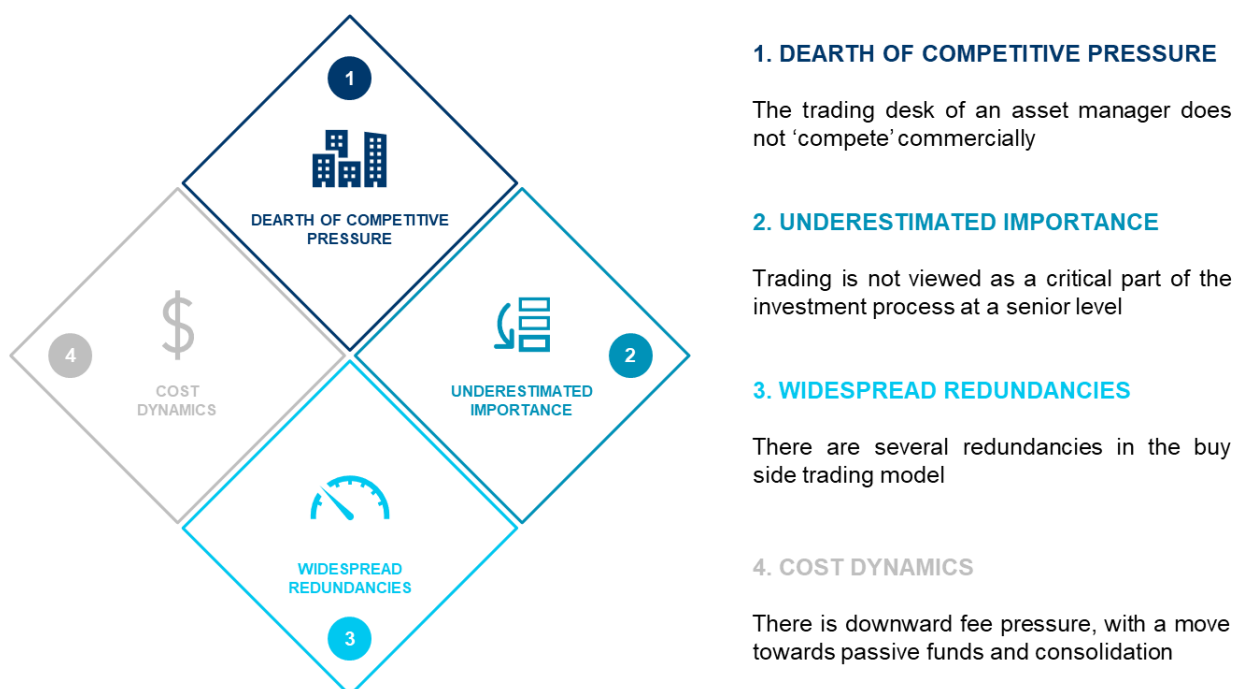 1
DEARTH OF COMPETITIVE
PRESSURE
4
COST
DYNAMICS
UNDERESTIMATED
IMPORTANCE
2
WIDESPREAD
REDUNDANCIES
3
1. DEARTH OF COMPETITIVE PRESSURE
The trading desk of an asset manager does
not ‘compete’ commercially
2. UNDERESTIMATED IMPORTANCE
Trading is not viewed as a critical part of the
investment process at a senior level
3. WIDESPREAD REDUNDANCIES
There are several redundancies in the buy
side trading model
4. COST DYNAMICS
There is downward fee pressure, with a move
towards passive funds and consolidation